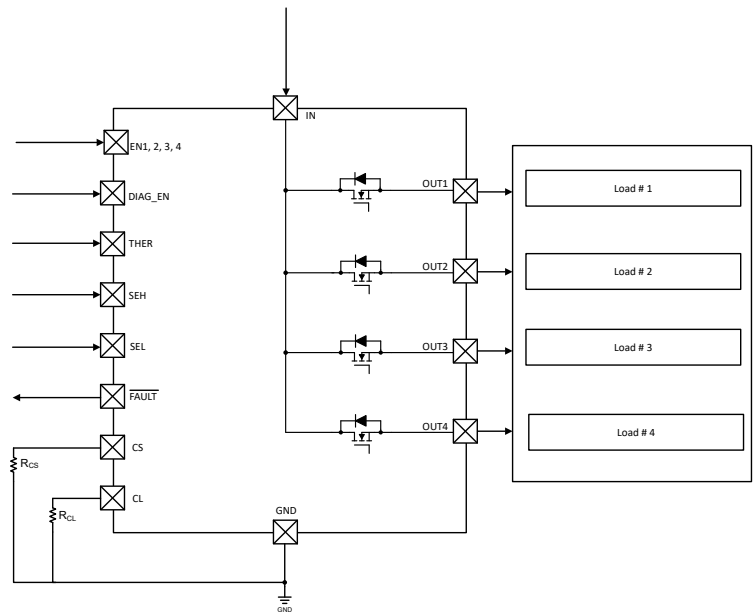 IN
EN1, 2, 3, 4
DIAG_EN
THER
SEH
SEL
FAULT
CS
CL
RCS
RCL
OUT1
OUT2
OUT3
OUT4
Load # 1
Load # 2
Load # 3
Load # 4
GND
GND